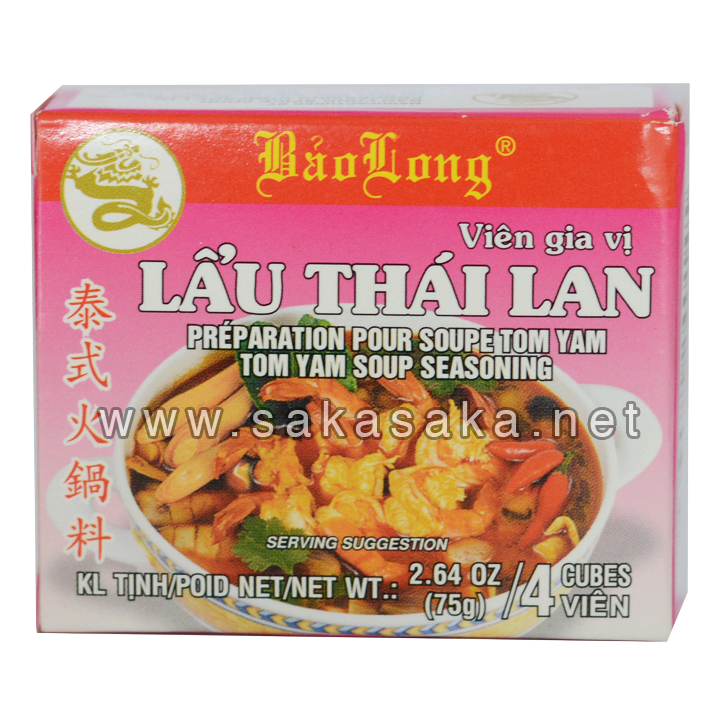 BảoLong®
Viên gia vị
LẨU THÁI LAN
PRÉPARATION POUR SOUPE TOM YAM
TOM YAM SOUP SEASONING
泰式火鍋料
www.sakasaka.net
SERVING SUGGESTION
KL TỊNH/POID NET/NET WT.: 2.64 OZ (75g) /4 CUBES VIÊN